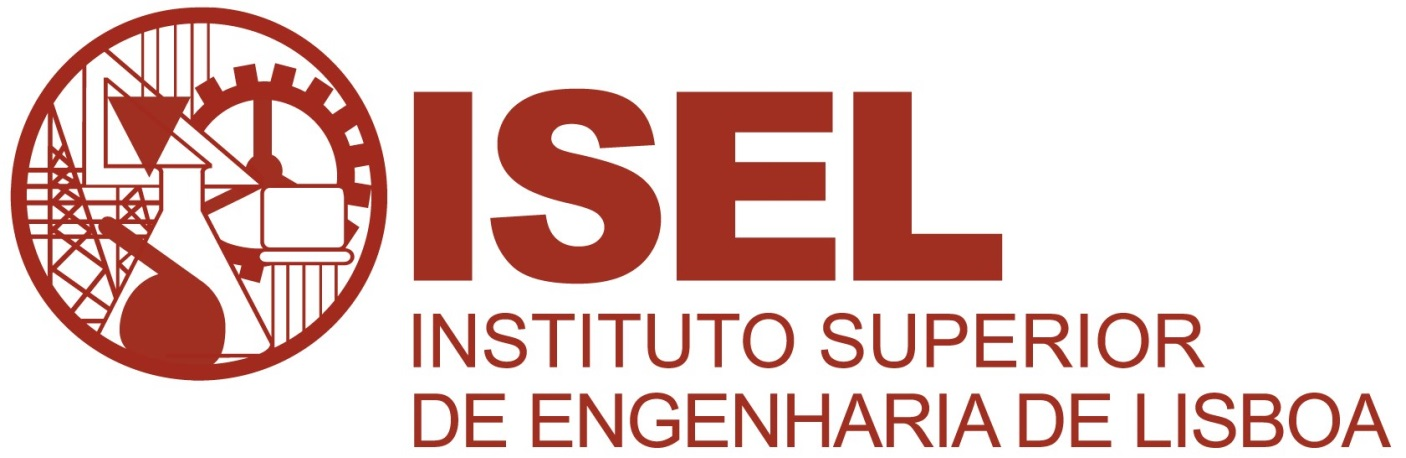 ISEL
INSTITUTO SUPERIOR
DE ENGENHARIA DE LISBOA